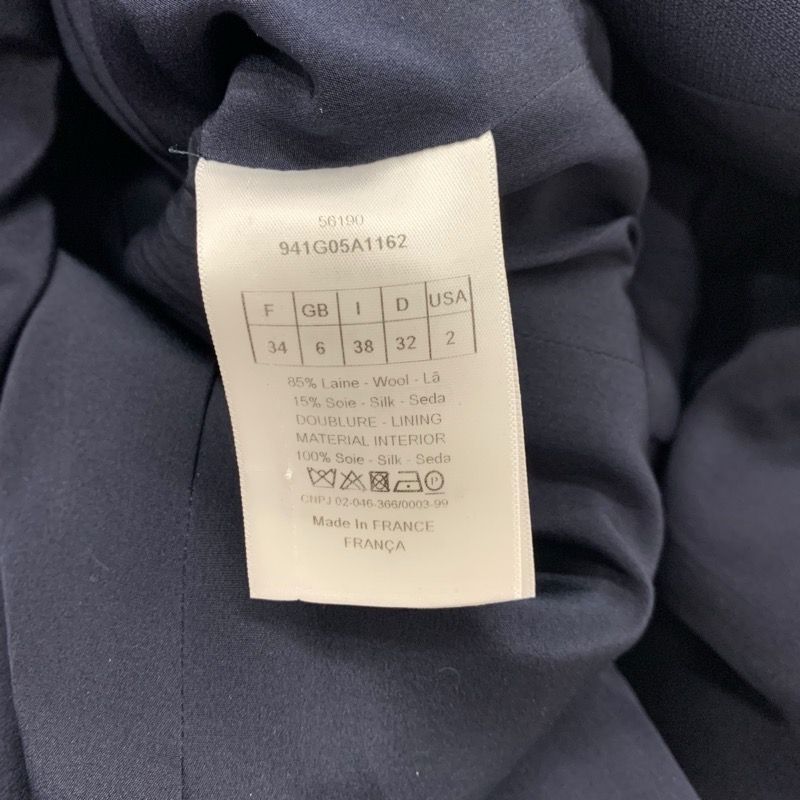 56190
941G05A1162
F GB I D USA
34 6 38 32 2
85% Laine - Wool - Lã
15% Soie - Silk - Seda
DOUBLURE - LINING
MATERIAL INTERIOR
100% Soie - Silk - Seda
P
CNPJ 02-046-366/0003-99
Made In FRANCE
FRANÇA